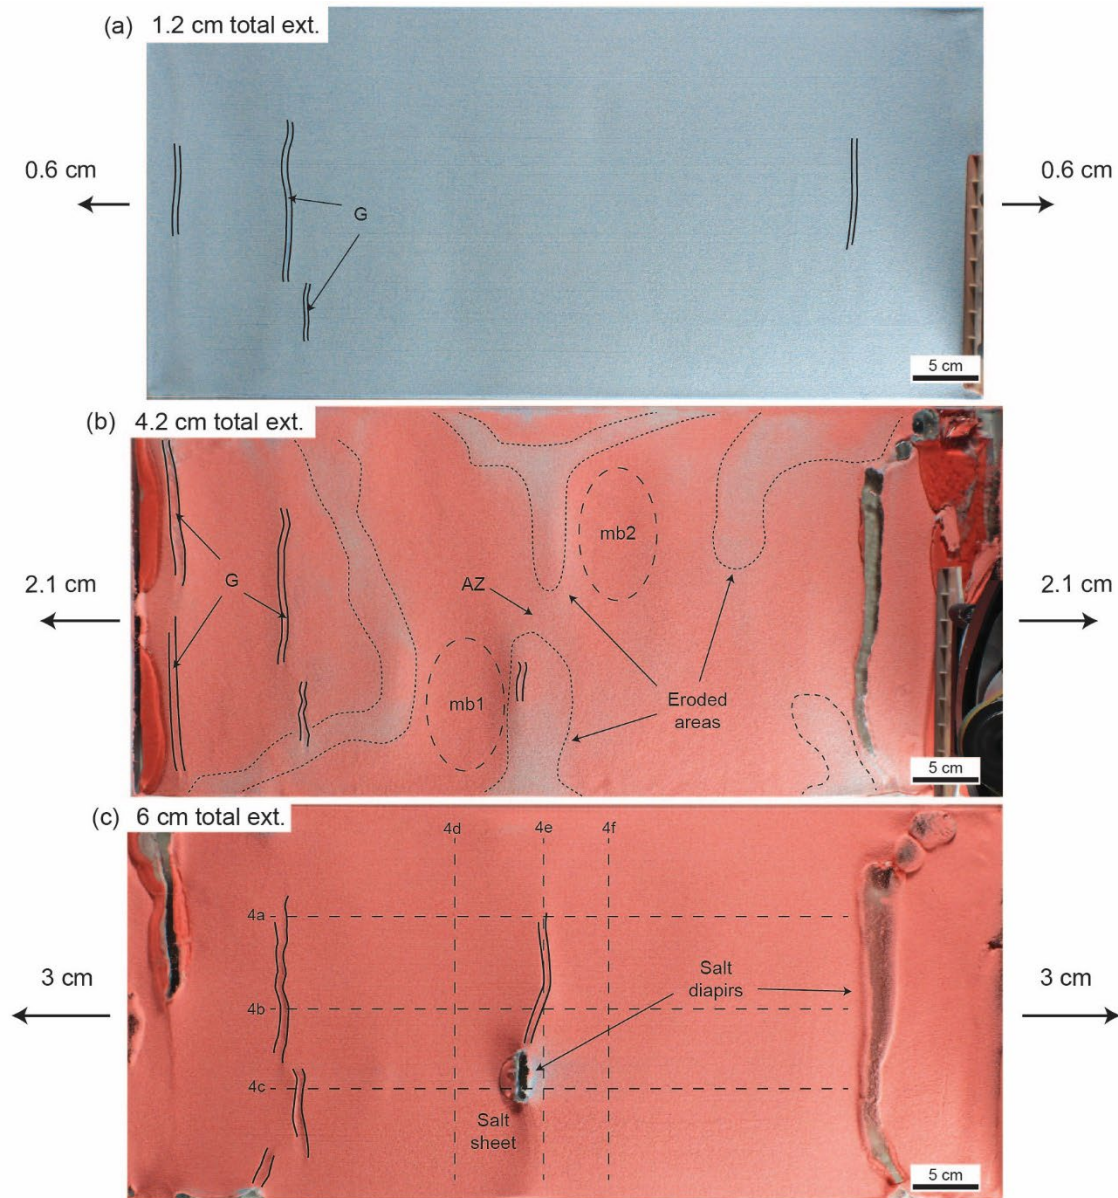 (a) 1.2 cm total ext.
0.6 cm
0.6 cm
G
5 cm
(b) 4.2 cm total ext.
mb2
AZ
2.1 cm
G
2.1 cm
mb1
Eroded
areas
5 cm
(c) 6 cm total ext.
4d 4e 4f
4a
3 cm
Salt
diapirs
3 cm
4b
4c
Salt
sheet
5 cm